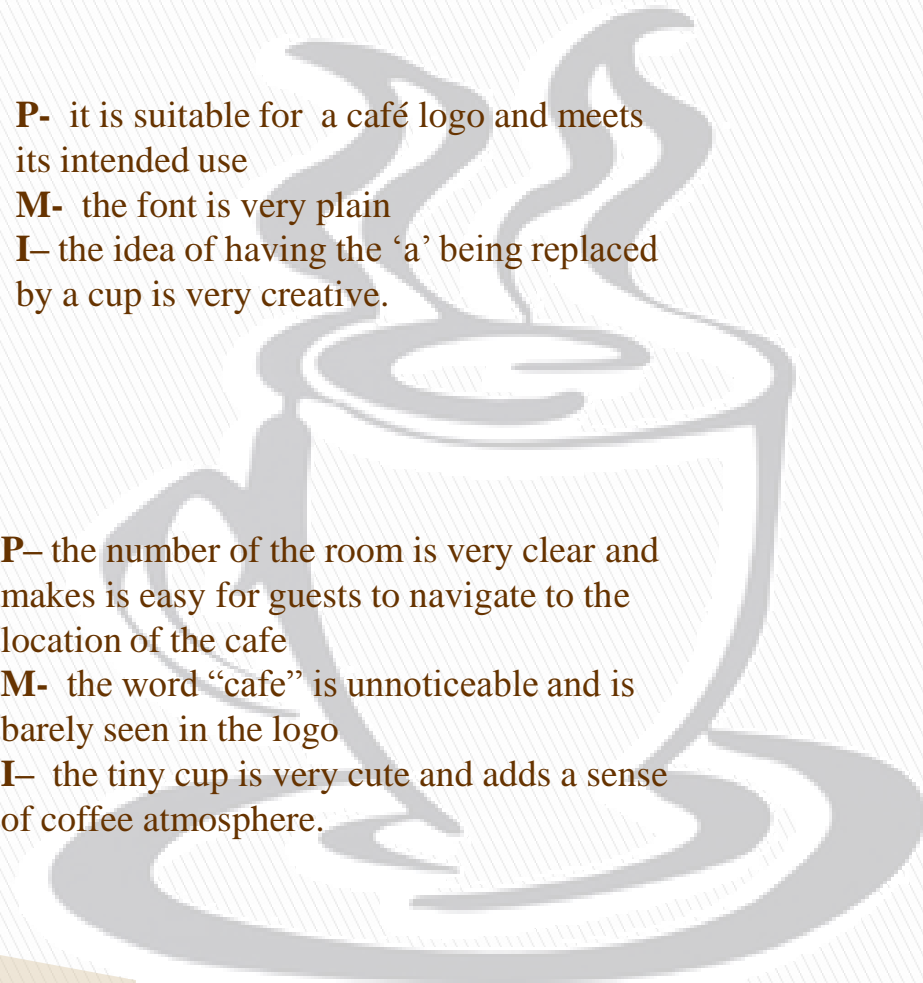 P- it is suitable for a café logo and meets
its intended use
M- the font is very plain
I– the idea of having the ‘a’ being replaced
by a cup is very creative.
P– the number of the room is very clear and
makes is easy for guests to navigate to the
location of the cafe
M- the word “cafe” is unnoticeable and is
barely seen in the logo
I– the tiny cup is very cute and adds a sense
of coffee atmosphere.